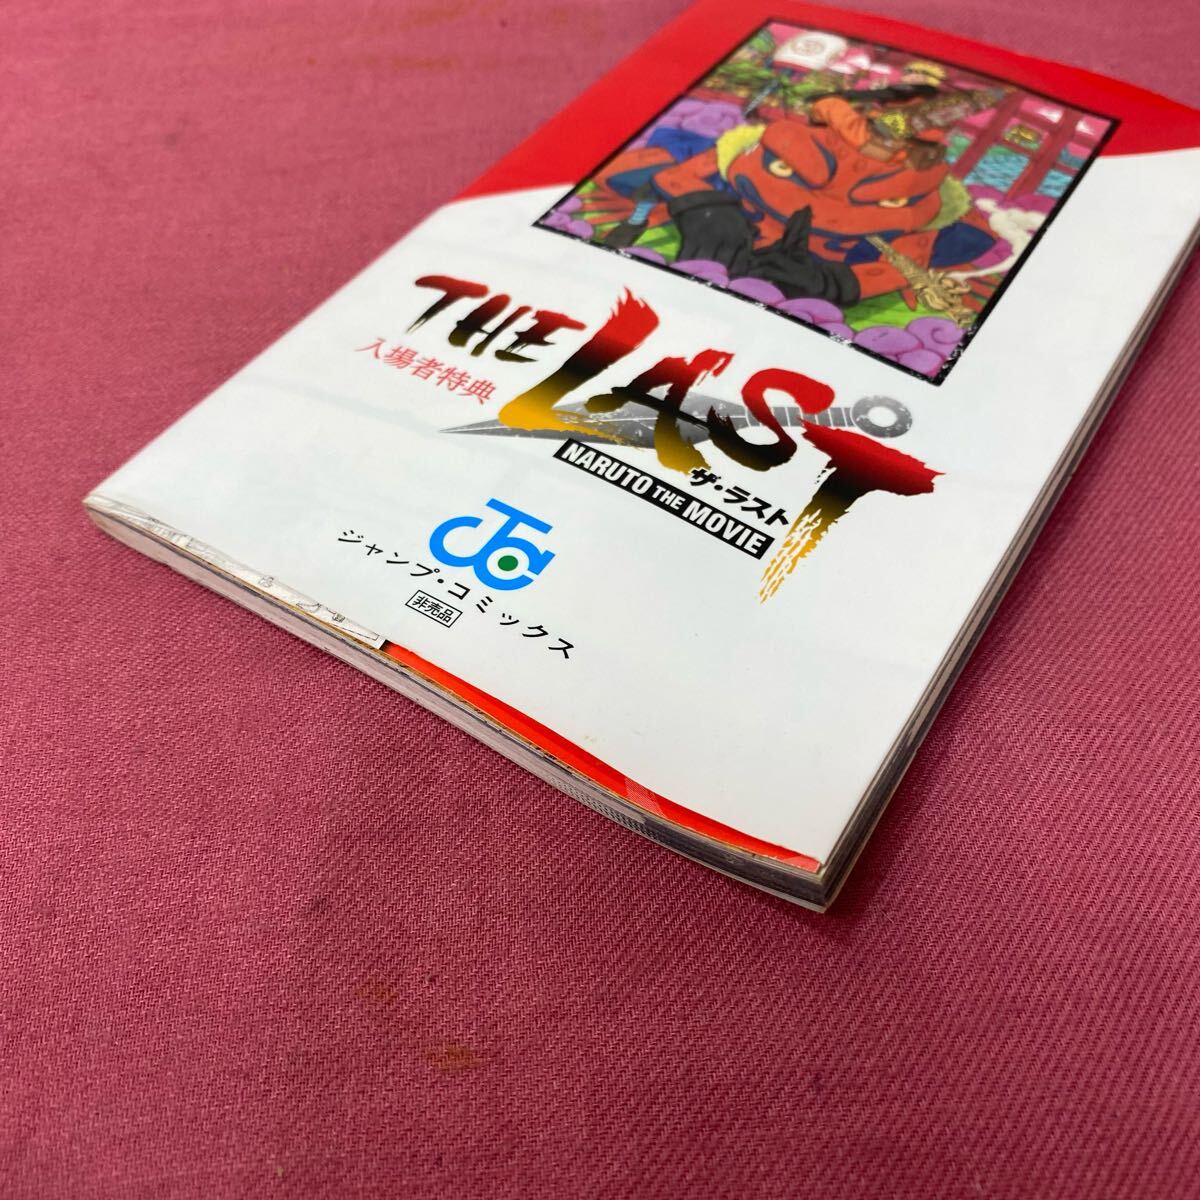 THE LAST
入場者特典
ザ・ラスト
NARUTO THE MOVIE
JC
ジャンプ・コミックス
非売品